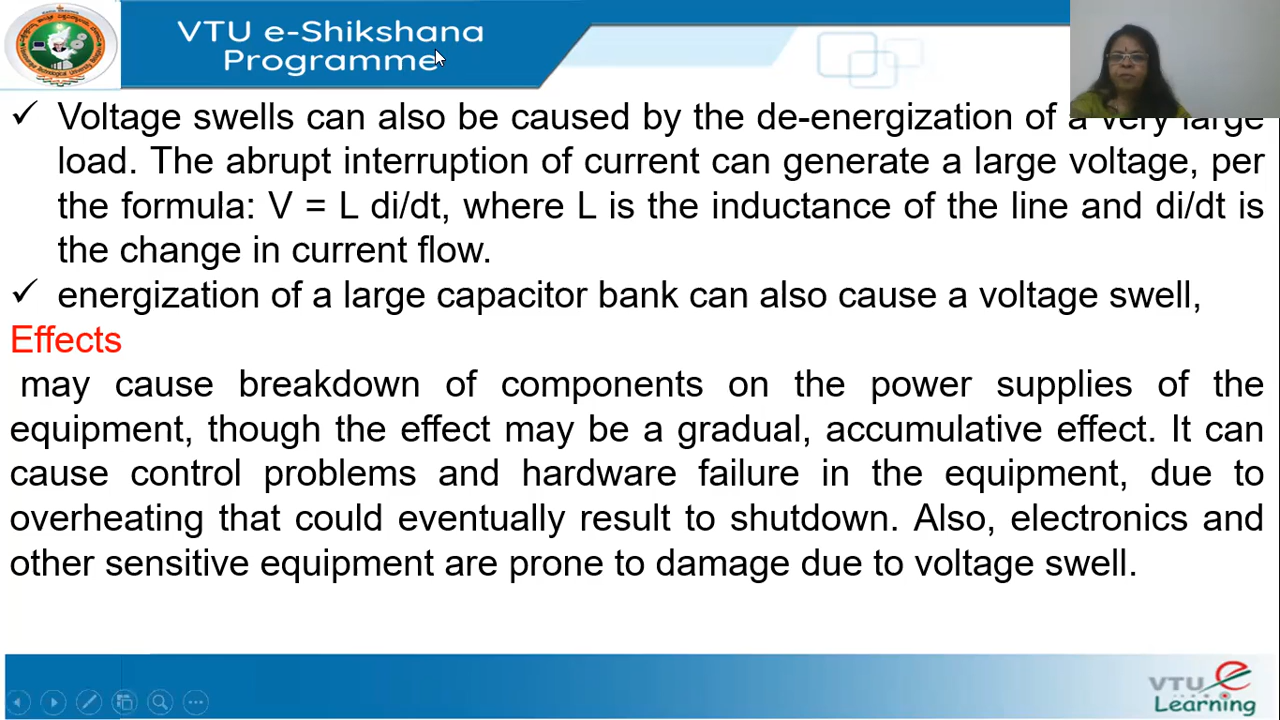 VTU e-Shikshana
Programme
✓ Voltage swells can also be caused by the de-energization of a very large
load. The abrupt interruption of current can generate a large voltage, per
the formula: V = L di/dt, where L is the inductance of the line and di/dt is
the change in current flow.
✓ energization of a large capacitor bank can also cause a voltage swell,
Effects
may cause breakdown of components on the power supplies of the
equipment, though the effect may be a gradual, accumulative effect. It can
cause control problems and hardware failure in the equipment, due to
overheating that could eventually result to shutdown. Also, electronics and
other sensitive equipment are prone to damage due to voltage swell.
VTU e
Learning